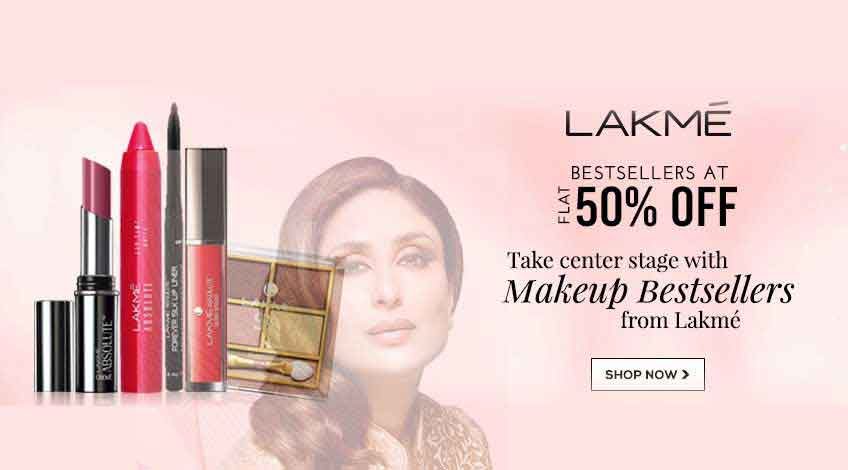 LAKMÉ
BESTSELLERS AT
FLAT
50% OFF
Take center stage with
Makeup Bestsellers
from Lakmé
SHOP NOW >
LAKMÉ
ABSOLUTE
LAKMÉ
ABSOLUTE
FOREVER SILK LIP LINER
LAKMÉ ABSOLUTE